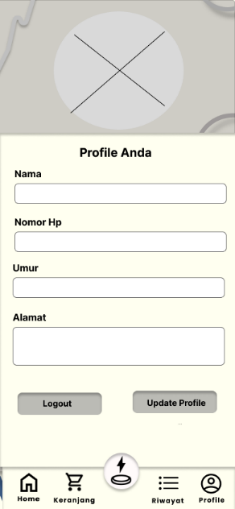 Profile Anda
Nama
Nomor Hp
Umur
Alamat
Logout
Update Profile
Home
Keranjang
Riwayat
Profile